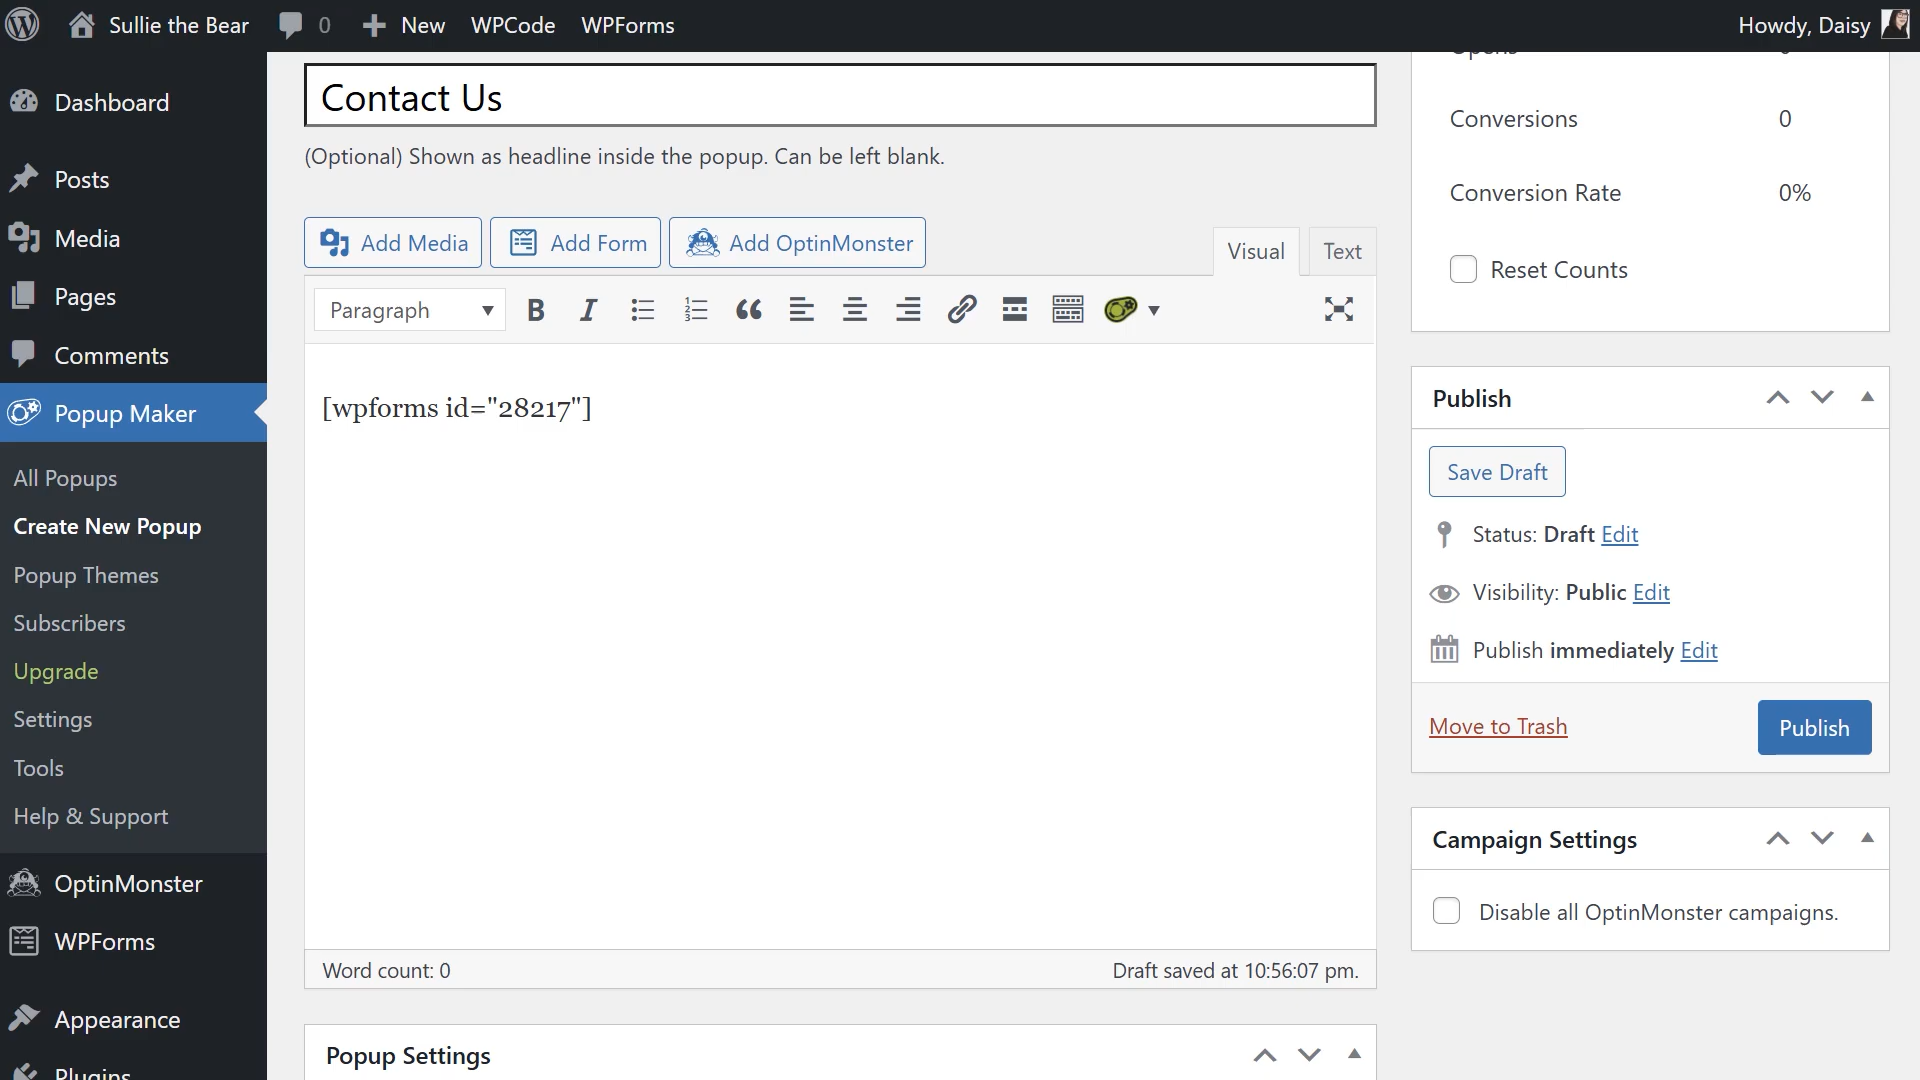 Sullie the Bear
0
New
WPCode
WPForms
Howdy, Daisy
Dashboard
Posts
Media
Pages
Comments
Popup Maker
All Popups
Create New Popup
Popup Themes
Subscribers
Upgrade
Settings
Tools
Help & Support
OptinMonster
WPForms
Appearance
Plugins
Contact Us
(Optional) Shown as headline inside the popup. Can be left blank.
Add Media
Add Form
Add OptinMonster
Visual
Text
Paragraph
[wpforms id="28217"]
Word count: 0
Draft saved at 10:56:07 pm.
Popup Settings
Conversions 0
Conversion Rate 0%
Reset Counts
Publish
Save Draft
Status: Draft Edit
Visibility: Public Edit
Publish immediately Edit
Move to Trash
Publish
Campaign Settings
Disable all OptinMonster campaigns.